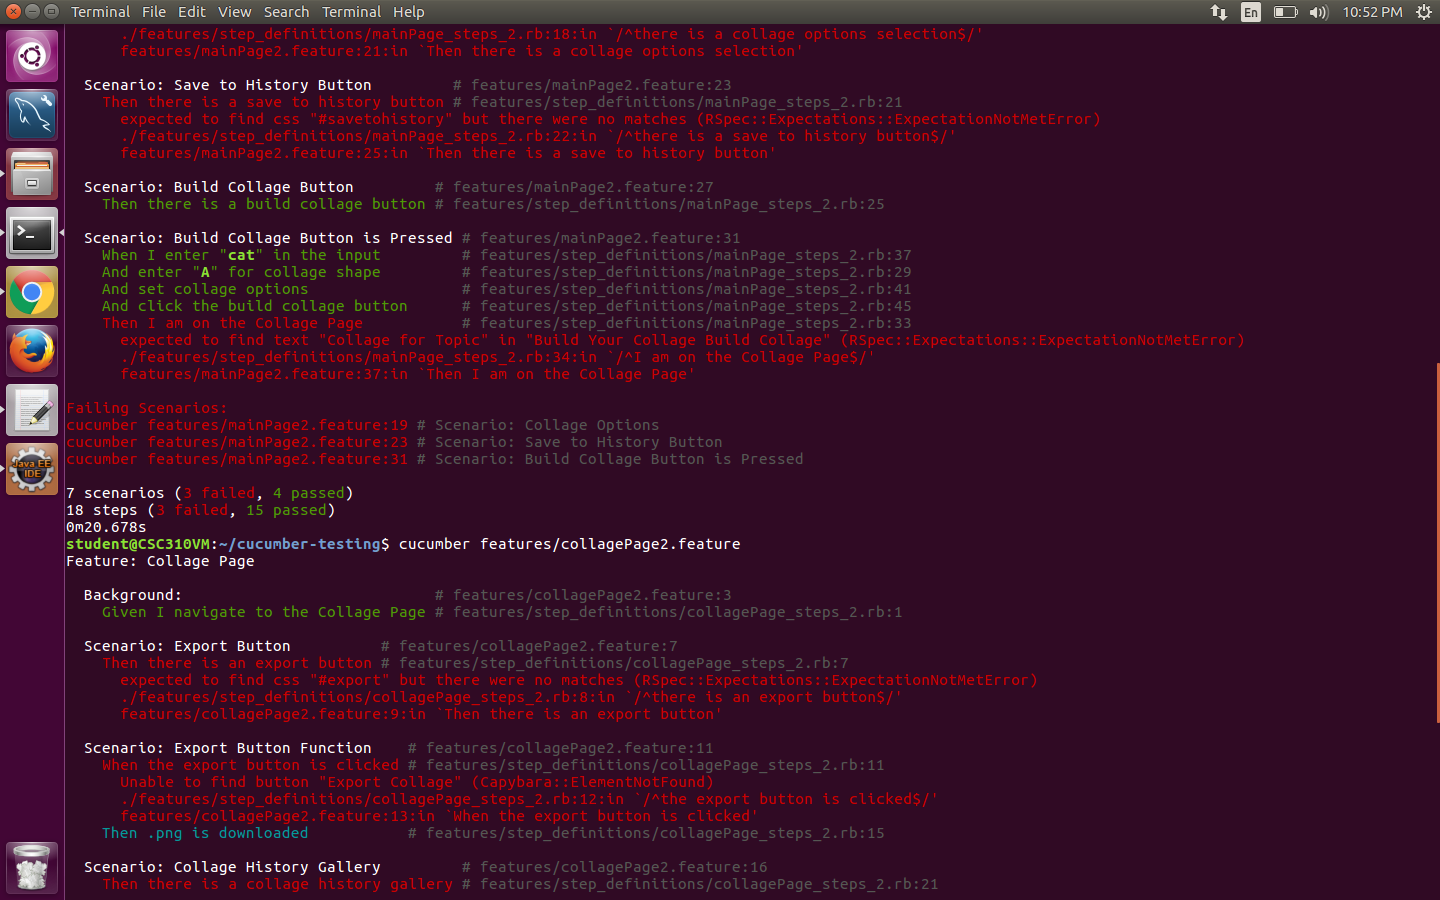 Terminal File Edit View Search Terminal Help En 10:52 PM
./features/step_definitions/mainPage_steps_2.rb:18:in `/^there is a collage options selection$/'
features/mainPage2.feature:21:in `Then there is a collage options selection'
Scenario: Save to History Button # features/mainPage2.feature:23
Then there is a save to history button # features/step_definitions/mainPage_steps_2.rb:21
expected to find css "#savetohistory" but there were no matches (RSpec::Expectations::ExpectationNotMetError)
./features/step_definitions/mainPage_steps_2.rb:22:in `/^there is a save to history button$/'
features/mainPage2.feature:25:in `Then there is a save to history button'
Scenario: Build Collage Button # features/mainPage2.feature:27
Then there is a build collage button # features/step_definitions/mainPage_steps_2.rb:25
Scenario: Build Collage Button is Pressed # features/mainPage2.feature:31
When I enter "cat" in the input # features/step_definitions/mainPage_steps_2.rb:37
And enter "A" for collage shape # features/step_definitions/mainPage_steps_2.rb:29
And set collage options # features/step_definitions/mainPage_steps_2.rb:41
And click the build collage button # features/step_definitions/mainPage_steps_2.rb:45
Then I am on the Collage Page # features/step_definitions/mainPage_steps_2.rb:33
expected to find text "Collage for Topic" in "Build Your Collage Build Collage" (RSpec::Expectations::ExpectationNotMetError)
./features/step_definitions/mainPage_steps_2.rb:34:in `/^I am on the Collage Page$/'
features/mainPage2.feature:37:in `Then I am on the Collage Page'
Failing Scenarios:
cucumber features/mainPage2.feature:19 # Scenario: Collage Options
cucumber features/mainPage2.feature:23 # Scenario: Save to History Button
cucumber features/mainPage2.feature:31 # Scenario: Build Collage Button is Pressed
7 scenarios (3 failed, 4 passed)
18 steps (3 failed, 15 passed)
0m20.678s
student@CSC310VM:~/cucumber-testing$ cucumber features/collagePage2.feature
Feature: Collage Page
Background: # features/collagePage2.feature:3
Given I navigate to the Collage Page # features/step_definitions/collagePage_steps_2.rb:1
Scenario: Export Button # features/collagePage2.feature:7
Then there is an export button # features/step_definitions/collagePage_steps_2.rb:7
expected to find css "#export" but there were no matches (RSpec::Expectations::ExpectationNotMetError)
./features/step_definitions/collagePage_steps_2.rb:8:in `/^there is an export button$/'
features/collagePage2.feature:9:in `Then there is an export button'
Scenario: Export Button Function # features/collagePage2.feature:11
When the export button is clicked # features/step_definitions/collagePage_steps_2.rb:11
Unable to find button "Export Collage" (Capybara::ElementNotFound)
./features/step_definitions/collagePage_steps_2.rb:12:in `/^the export button is clicked$/'
features/collagePage2.feature:13:in `When the export button is clicked'
Then .png is downloaded # features/step_definitions/collagePage_steps_2.rb:15
Scenario: Collage History Gallery # features/collagePage2.feature:16
Then there is a collage history gallery # features/step_definitions/collagePage_steps_2.rb:21
Java EE
IDE